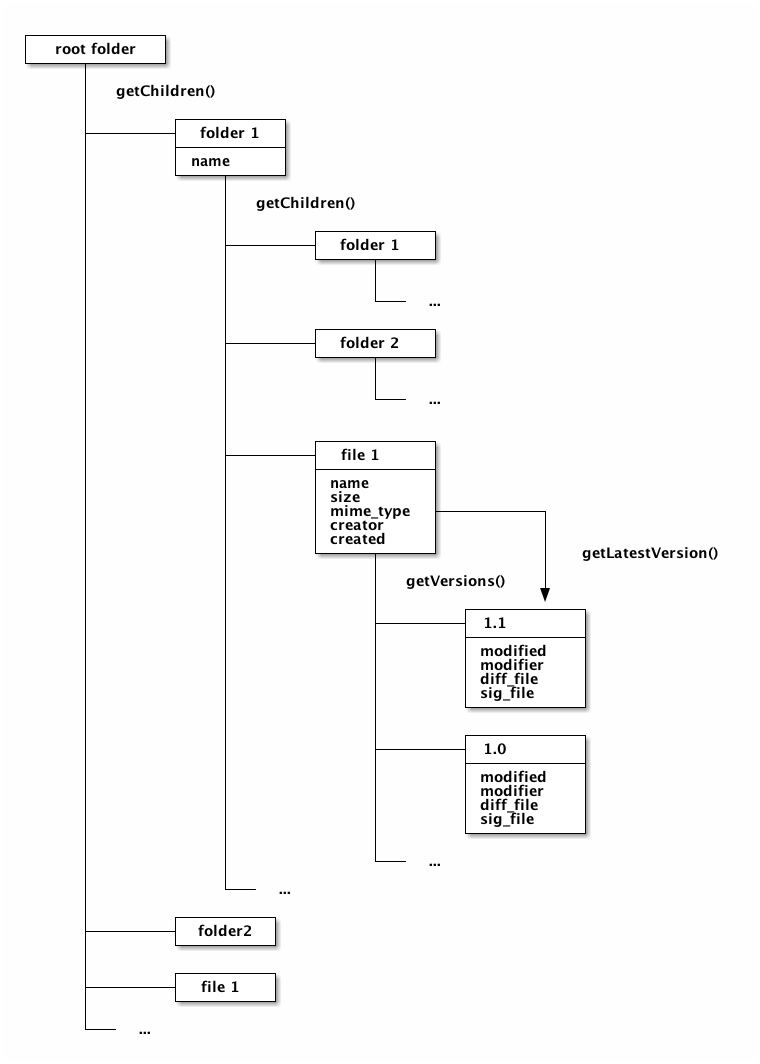 root folder
getChildren()
folder 1
name
getChildren()
folder 1
...
folder 2
...
file 1
name
size
mime_type
creator
created
getLatestVersion()
getVersions()
1.1
modified
modifier
diff_file
sig_file
1.0
modified
modifier
diff_file
sig_file
...
...
folder2
file 1
...